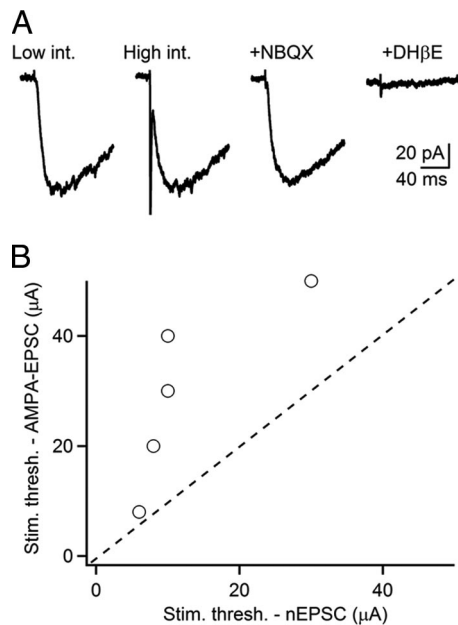 A
Low int. High int. +NBQX +DHβE
20 pA
40 ms
B
Stim. thresh. - AMPA-EPSC (μA)
40
20
0
0 20 40
Stim. thresh. - nEPSC (μA)